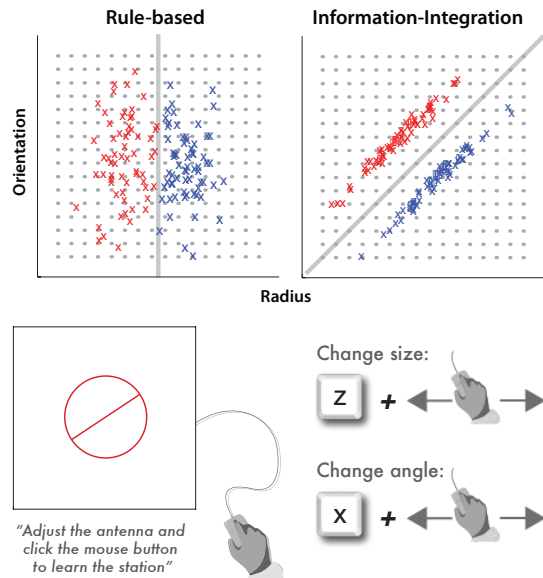 Rule-based
Information-Integration
Orientation
Radius
Change size:
Z +
Change angle:
X +
“Adjust the antenna and
click the mouse button
to learn the station”